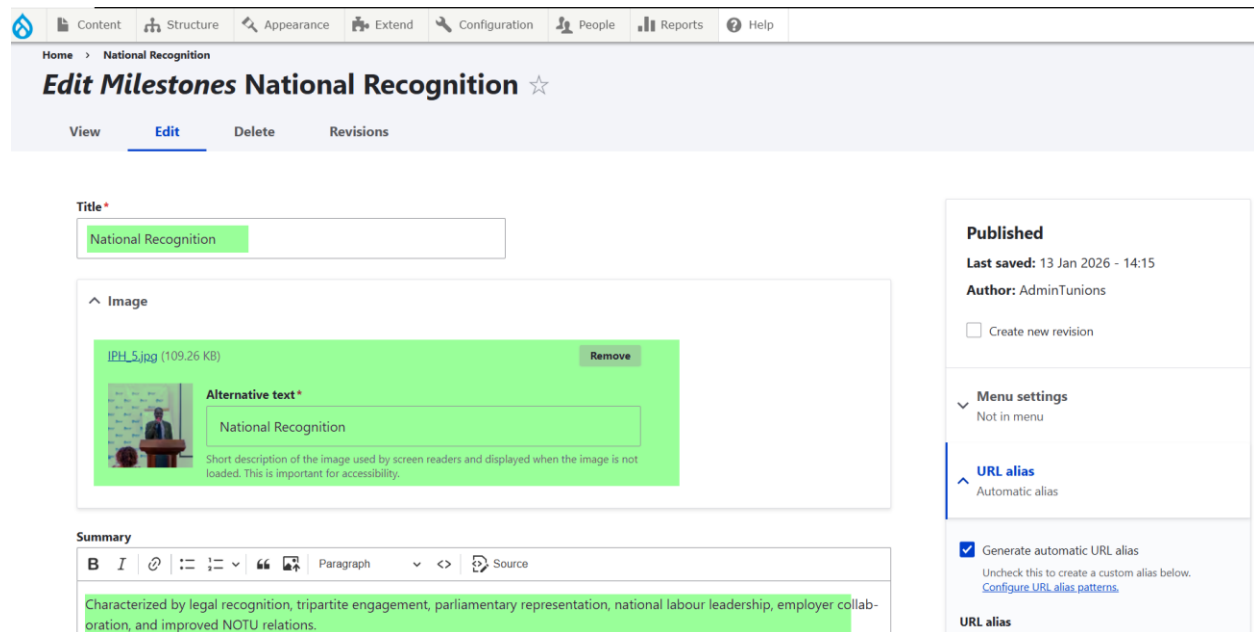 Content Structure Appearance Extend Configuration People Reports Help
Home > National Recognition
Edit Milestones National Recognition
View Edit Delete Revisions
Title*
National Recognition
Image
IPH_5.jpg (109.26 KB) Remove
Alternative text*
National Recognition
Short description of the image used by screen readers and displayed when the image is not
loaded. This is important for accessibility.
Summary
B I Paragraph Source
Characterized by legal recognition, tripartite engagement, parliamentary representation, national labour leadership, employer collab-
oration, and improved NOTU relations.
Published
Last saved: 13 Jan 2026 - 14:15
Author: AdminTunions
Create new revision
Menu settings
Not in menu
URL alias
Automatic alias
Generate automatic URL alias
Uncheck this to create a custom alias below.
Configure URL alias patterns.
URL alias